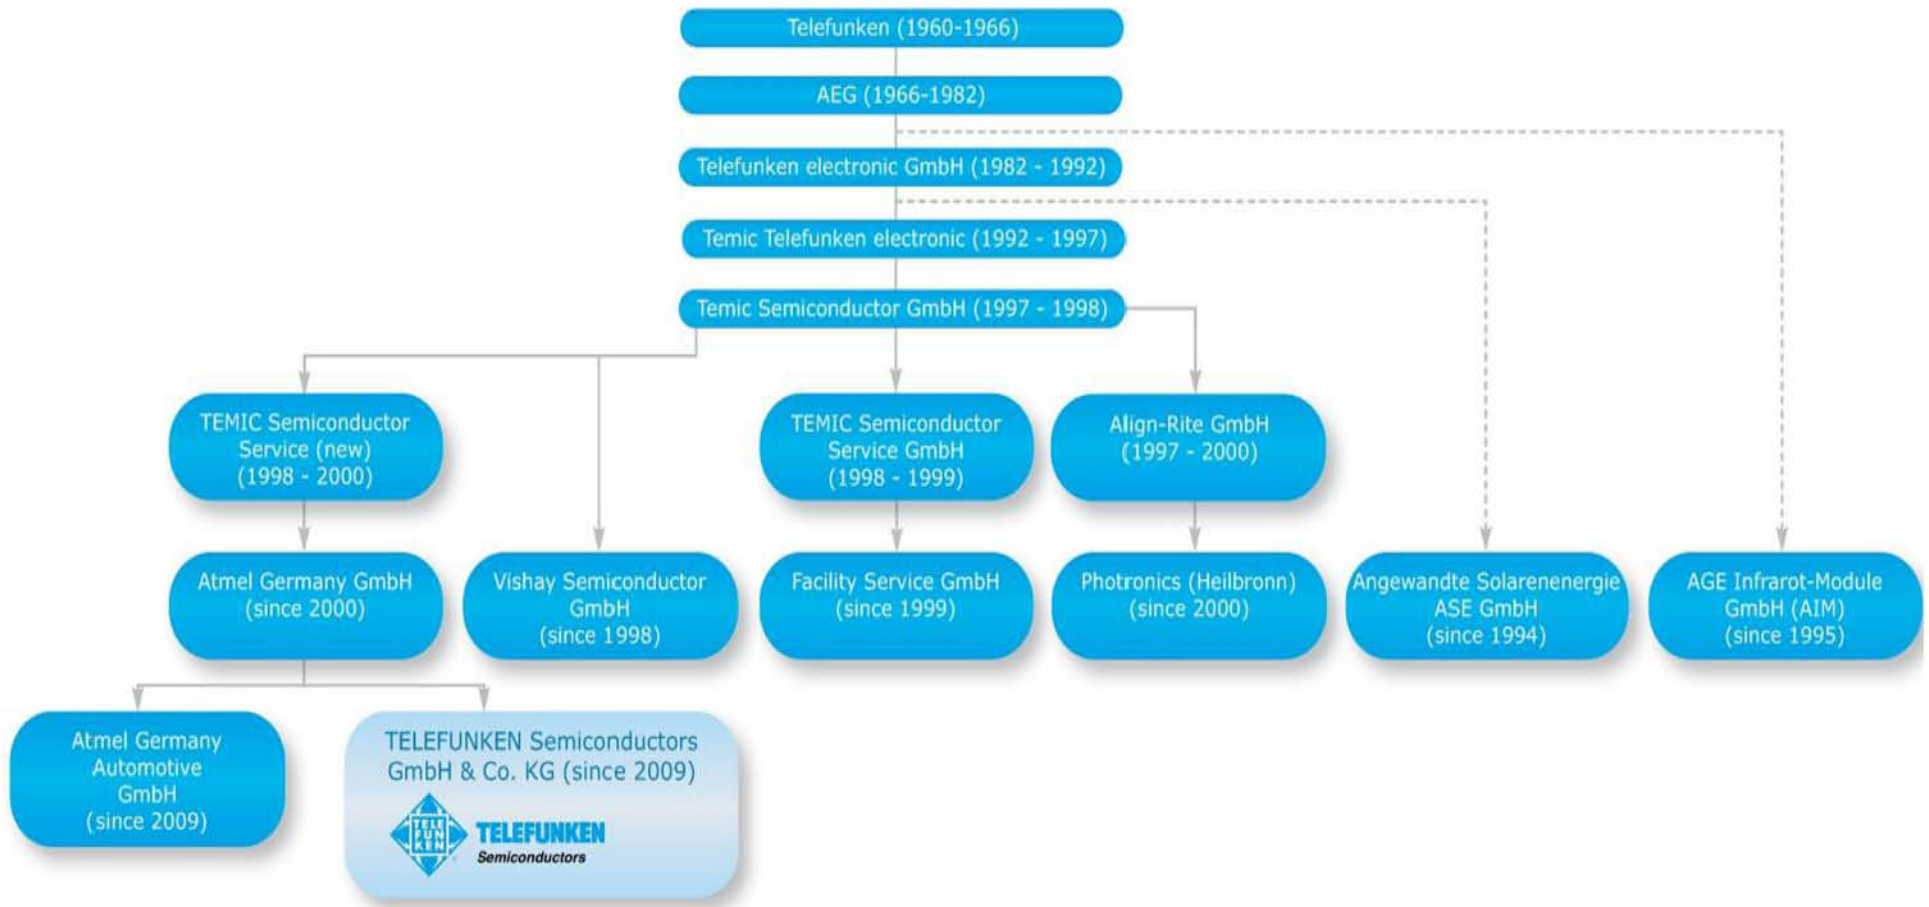 Telefunken (1960-1966)
AEG (1966-1982)
Telefunken electronic GmbH (1982 - 1992)
Temic Telefunken electronic (1992 - 1997)
Temic Semiconductor GmbH (1997 - 1998)
TEMIC Semiconductor
Service (new)
(1998 - 2000)
TEMIC Semiconductor
Service GmbH
(1998 - 1999)
Align-Rite GmbH
(1997 - 2000)
Atmel Germany GmbH
(since 2000)
Vishay Semiconductor
GmbH
(since 1998)
Facility Service GmbH
(since 1999)
Photronics (Heilbronn)
(since 2000)
Angewandte Solarenenergie
ASE GmbH
(since 1994)
AGE Infrarot-Module
GmbH (AIM)
(since 1995)
Atmel Germany
Automotive
GmbH
(since 2009)
TELEFUNKEN Semiconductors
GmbH & Co. KG (since 2009)
TELE
FUN
KEN
TELEFUNKEN
Semiconductors